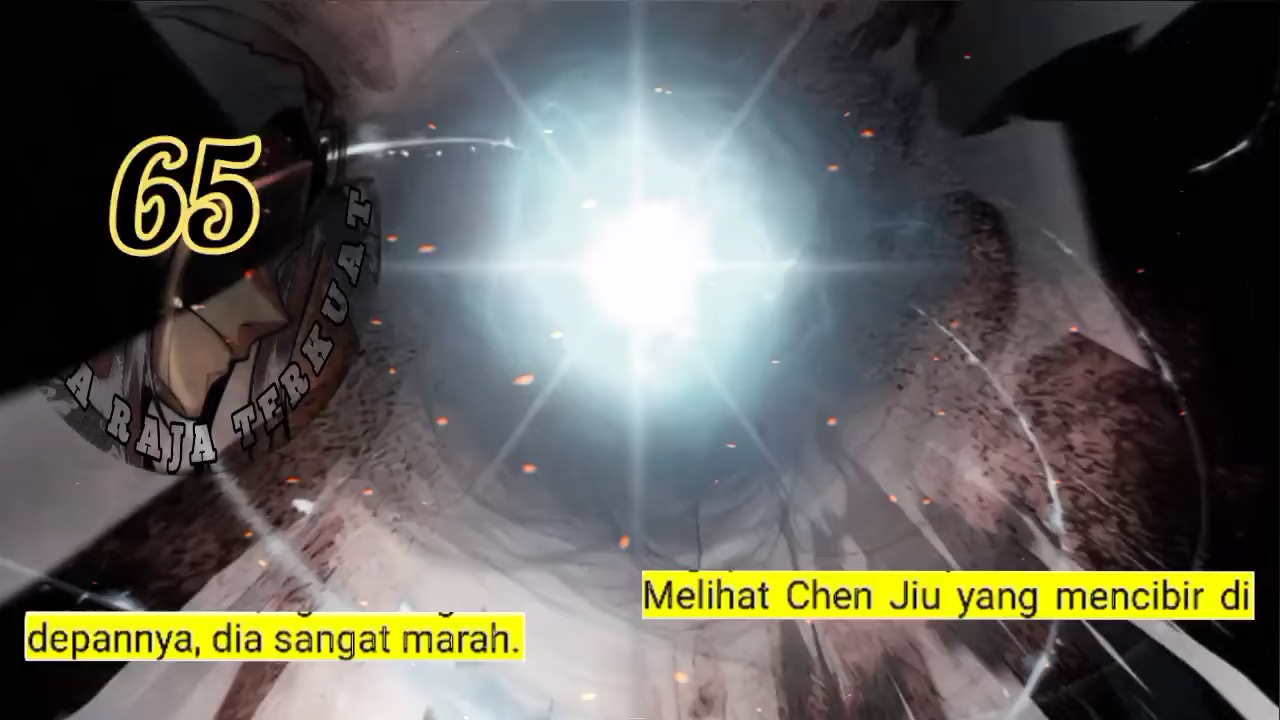 65
A RAJA TERKUAT
Melihat Chen Jiu yang mencibir di
depannya, dia sangat marah.